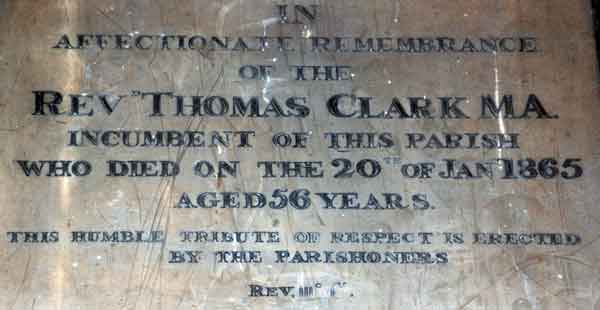 IN
AFFECTIONATE REMEMBRANCE
OF THE
REVD THOMAS CLARK M.A.
INCUMBENT OF THIS PARISH
WHO DIED ON THE 20TH OF JAN 1865
AGED 56 YEARS.
THIS HUMBLE TRIBUTE OF RESPECT IS ERECTED
BY THE PARISHONERS
REV.